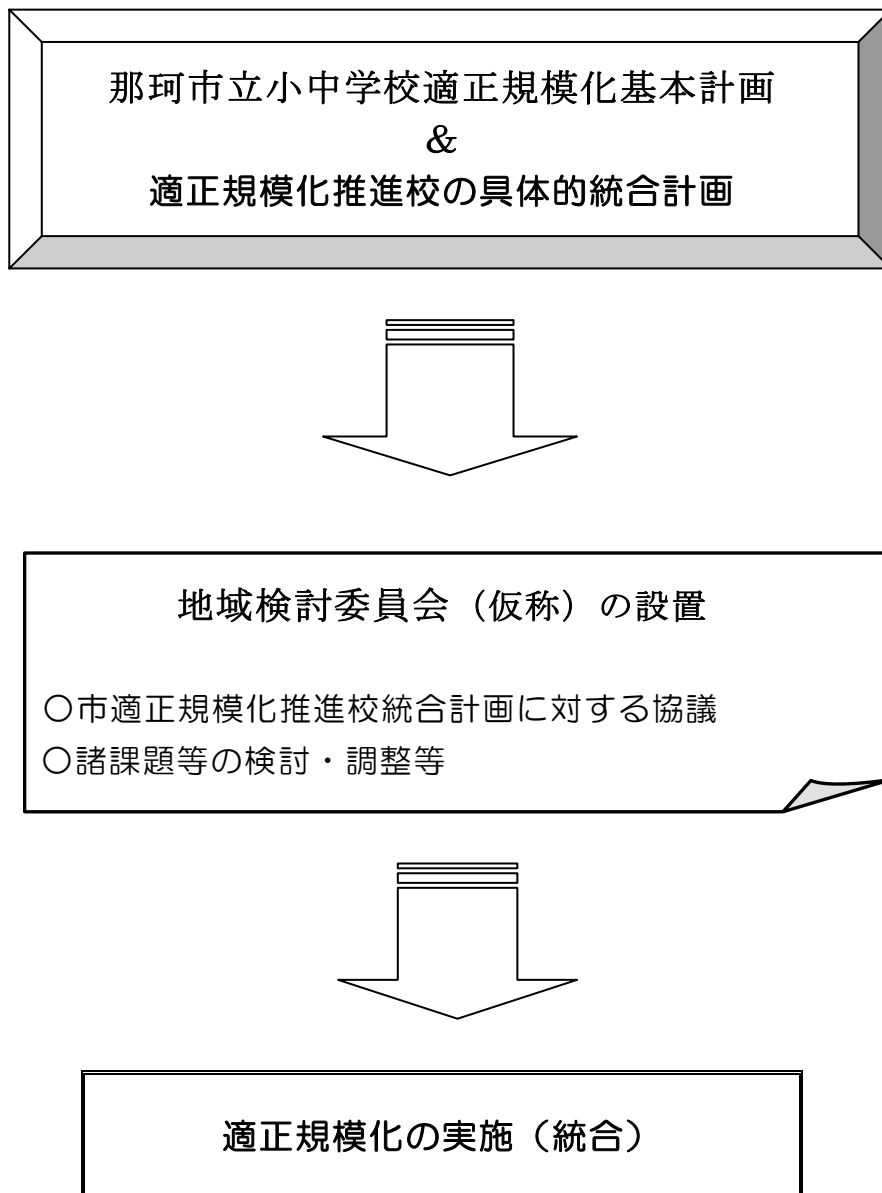 那珂市立小中学校適正規模化基本計画
&
適正規模化推進校の具体的統合計画
地域検討委員会（仮称）の設置
○市適正規模化推進校統合計画に対する協議
○諸課題等の検討・調整等
適正規模化の実施（統合）